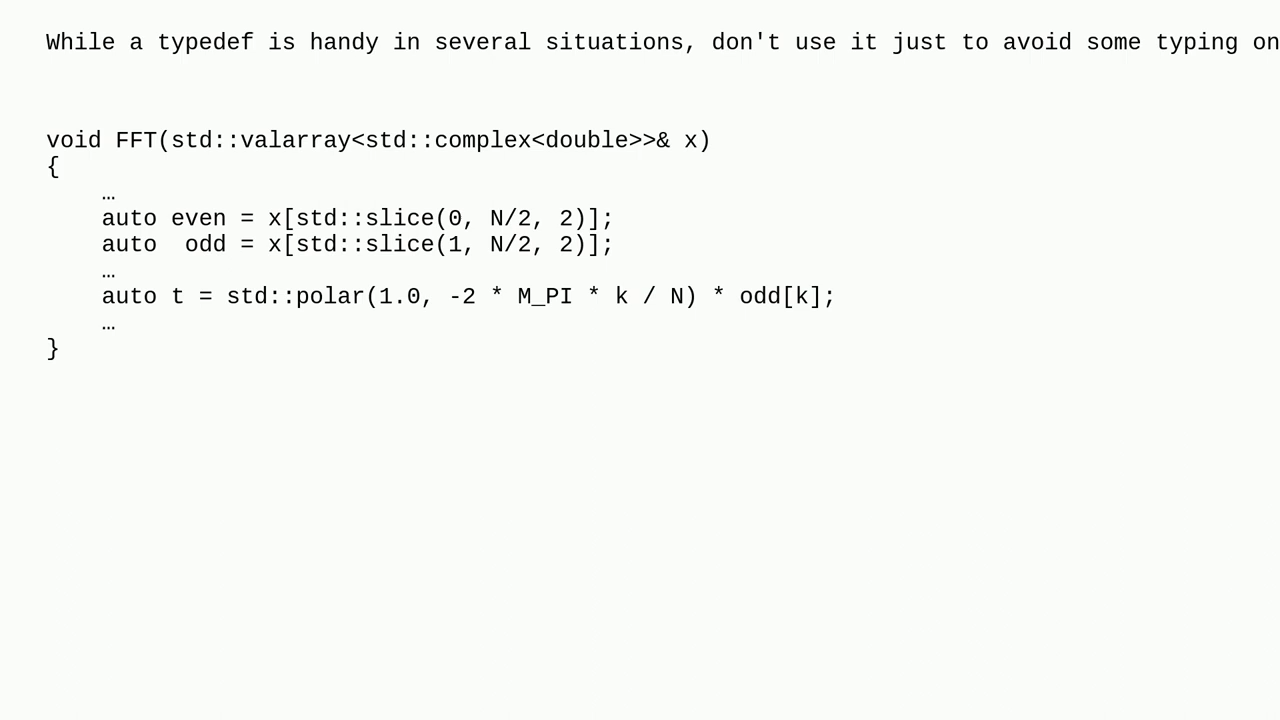 While a typedef is handy in several situations, don't use it just to avoid some typing on
void FFT(std::valarray<std::complex<double>>& x)
{
    …
    auto even = x[std::slice(0, N/2, 2)];
    auto  odd = x[std::slice(1, N/2, 2)];
    …
    auto t = std::polar(1.0, -2 * M_PI * k / N) * odd[k];
    …
}